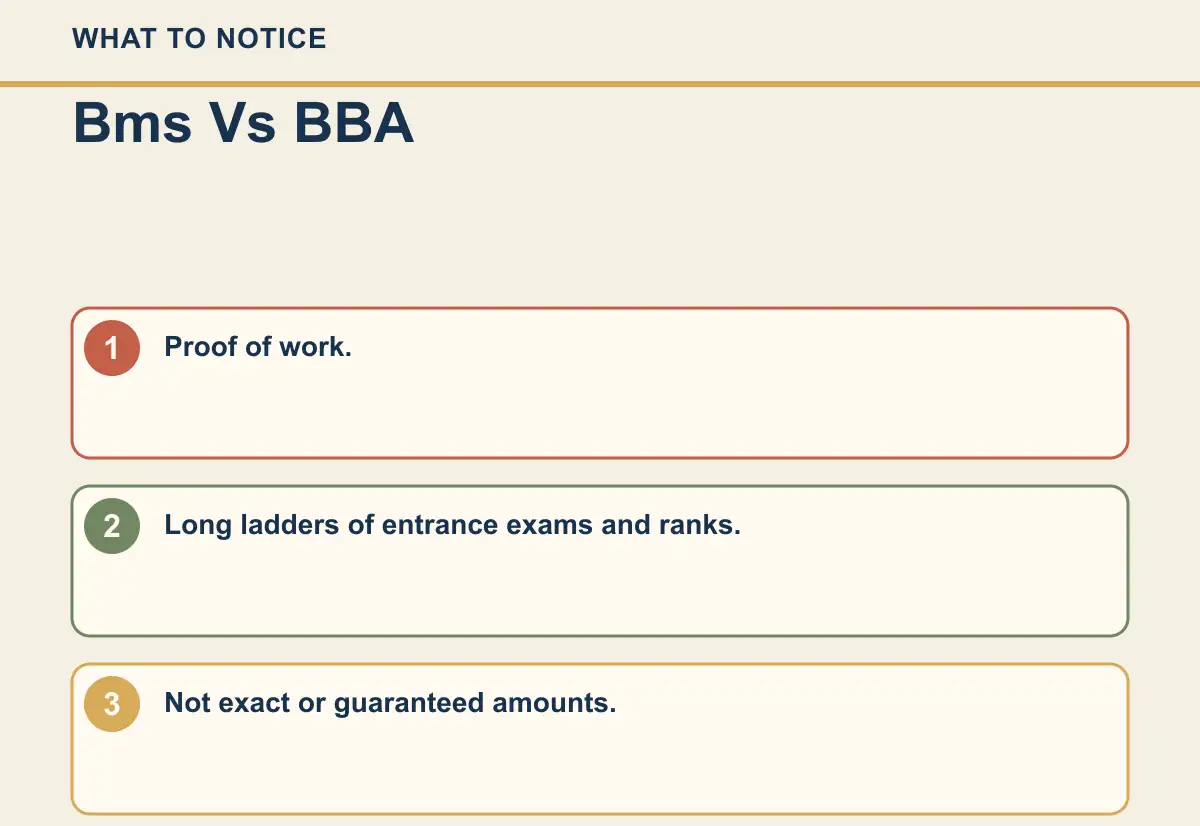 WHAT TO NOTICE
Bms Vs BBA
1 Proof of work.
2 Long ladders of entrance exams and ranks.
3 Not exact or guaranteed amounts.